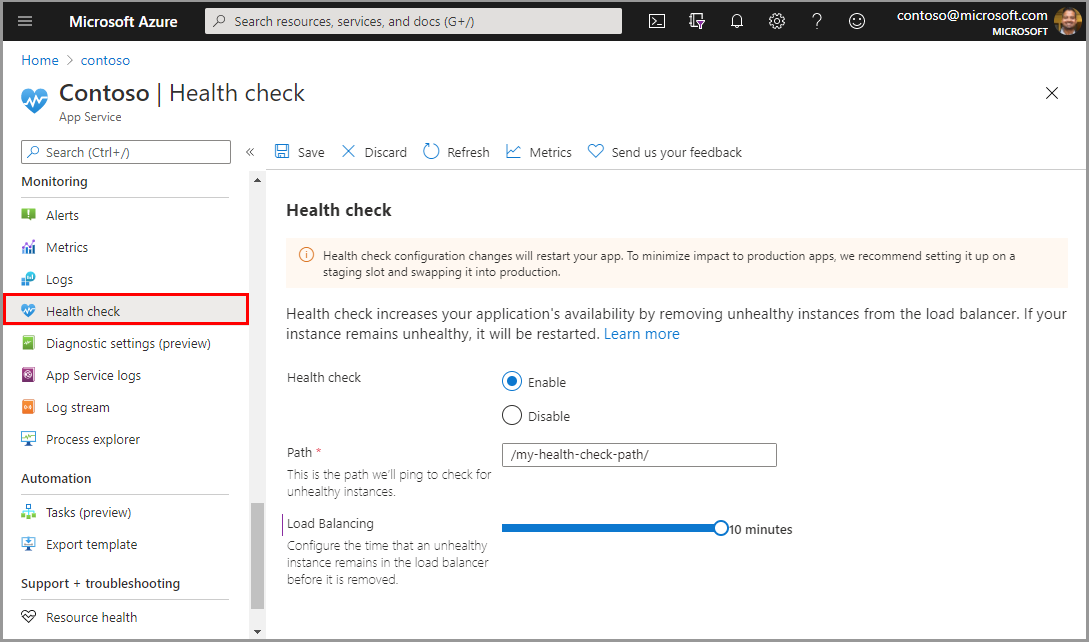 Microsoft Azure
Search resources, services, and docs (G+/)
contoso@microsoft.com
MICROSOFT
Home > contoso
Contoso | Health check
App Service
Search (Ctrl+/)
«
Save
Discard
Refresh
Metrics
Send us your feedback
Monitoring
Alerts
Metrics
Logs
Health check
Diagnostic settings (preview)
App Service logs
Log stream
Process explorer
Automation
Tasks (preview)
Export template
Support + troubleshooting
Resource health
Health check
Health check configuration changes will restart your app. To minimize impact to production apps, we recommend setting it up on a
staging slot and swapping it into production.
Health check increases your application's availability by removing unhealthy instances from the load balancer. If your
instance remains unhealthy, it will be restarted. Learn more
Health check
Enable
Disable
Path *
/my-health-check-path/
This is the path we'll ping to check for
unhealthy instances.
Load Balancing
10 minutes
Configure the time that an unhealthy
instance remains in the load balancer
before it is removed.